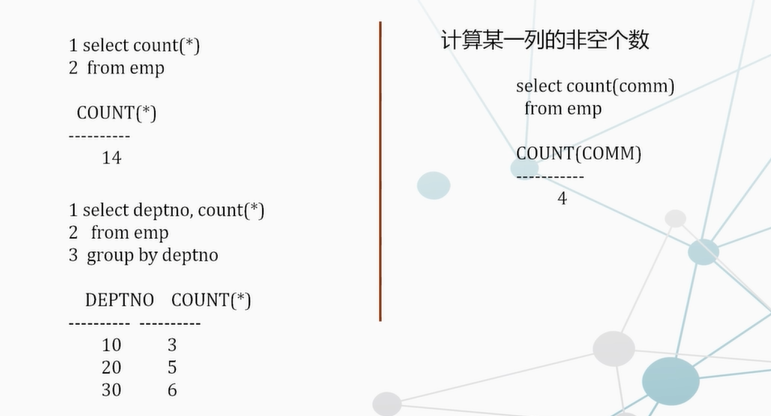 1 select count(*)
2 from emp
COUNT(*)
----------
14
1 select deptno, count(*)
2 from emp
3 group by deptno
DEPTNO COUNT(*)
---------- ----------
10 3
20 5
30 6
计算某一列的非空个数
select count(comm)
from emp
COUNT(COMM)
-----------
4